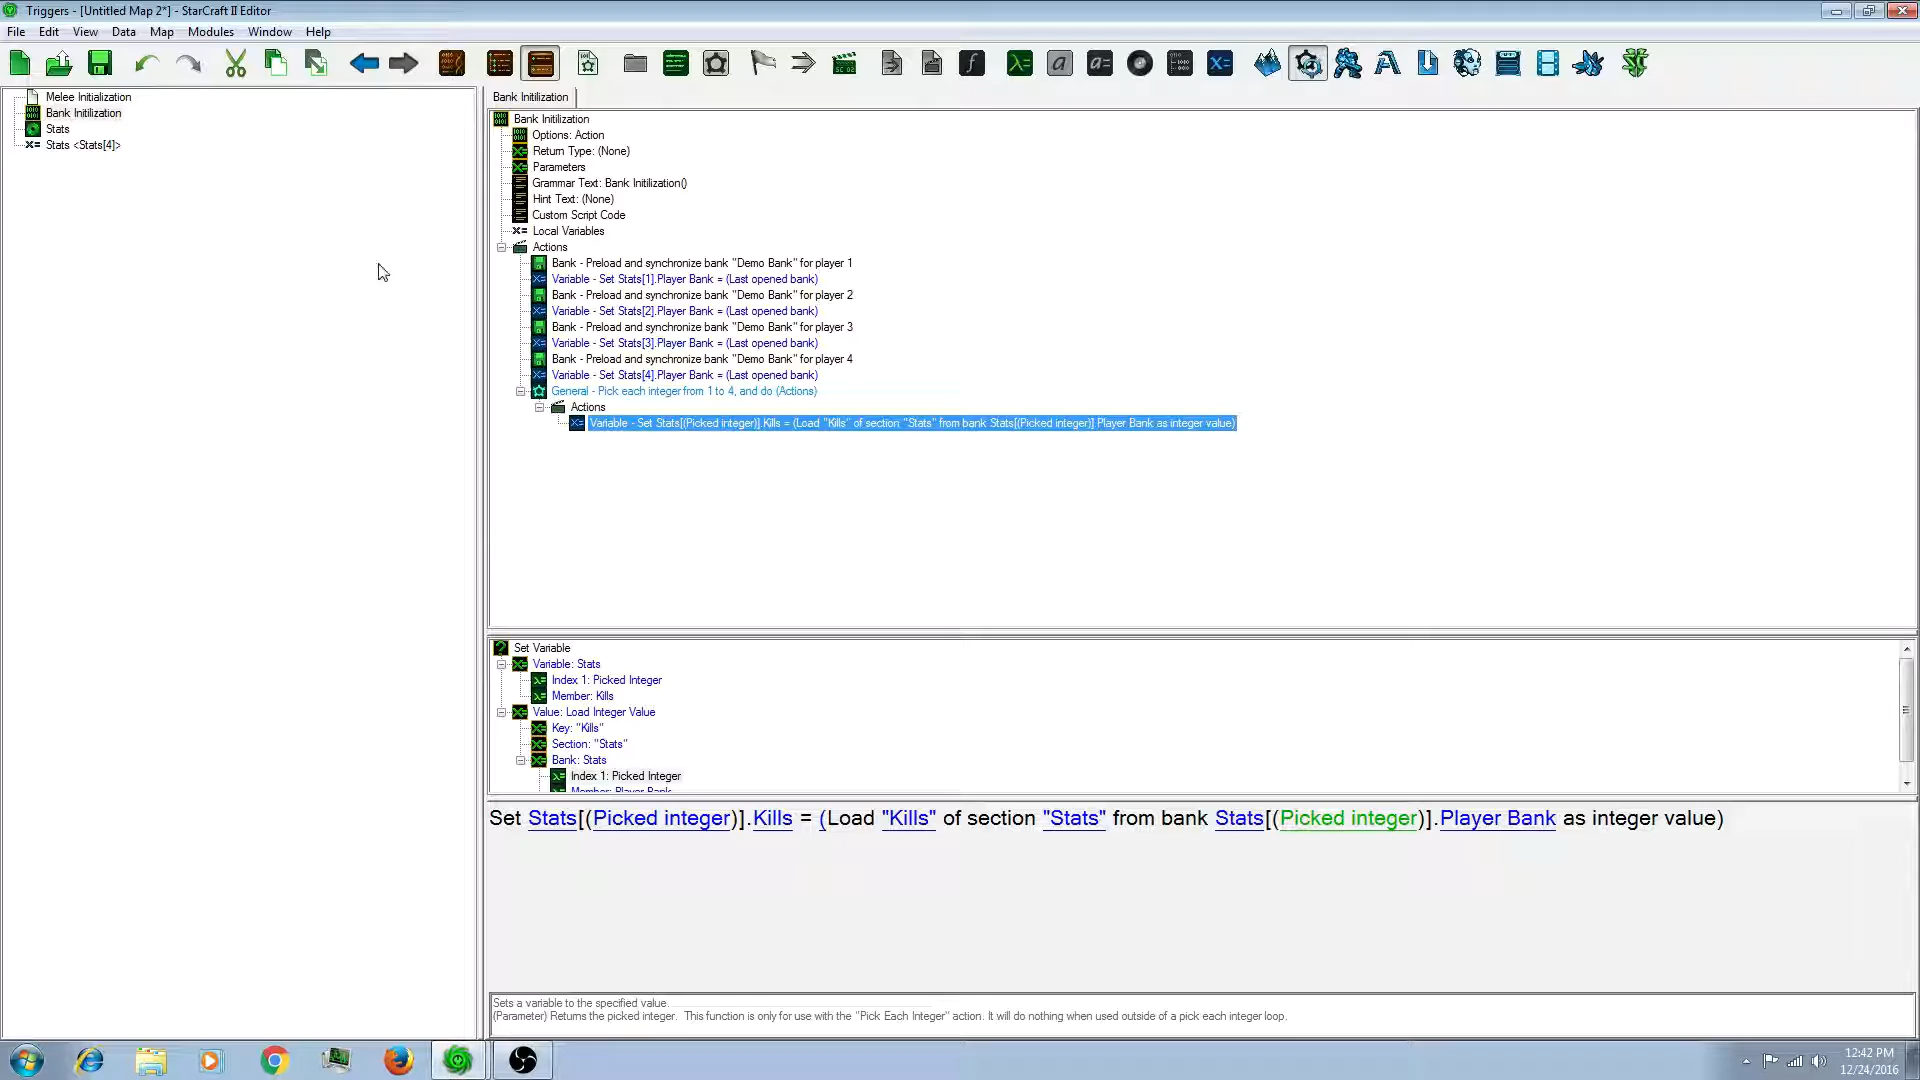 Triggers - [Untitled Map 2*] - StarCraft II Editor
File Edit View Data Map Modules Window Help
Melee Initialization
Bank Initilization
Stats
Stats <Stats[4]>
Bank Initilization
Bank Initilization
Options: Action
Return Type: (None)
Parameters
Grammar Text: Bank Initilization()
Hint Text: (None)
Custom Script Code
Local Variables
Actions
Bank - Preload and synchronize bank "Demo Bank" for player 1
Variable - Set Stats[1].Player Bank = (Last opened bank)
Bank - Preload and synchronize bank "Demo Bank" for player 2
Variable - Set Stats[2].Player Bank = (Last opened bank)
Bank - Preload and synchronize bank "Demo Bank" for player 3
Variable - Set Stats[3].Player Bank = (Last opened bank)
Bank - Preload and synchronize bank "Demo Bank" for player 4
Variable - Set Stats[4].Player Bank = (Last opened bank)
General - Pick each integer from 1 to 4, and do (Actions)
Actions
Variable - Set Stats[(Picked integer)].Kills = (Load "Kills" of section "Stats" from bank Stats[(Picked integer)].Player Bank as integer value)
Set Variable
Variable: Stats
Index 1: Picked Integer
Member: Kills
Value: Load Integer Value
Key: "Kills"
Section: "Stats"
Bank: Stats
Index 1: Picked Integer
Member: Player Bank
Set Stats[(Picked integer)].Kills = (Load "Kills" of section "Stats" from bank Stats[(Picked integer)].Player Bank as integer value)
Sets a variable to the specified value.
(Parameter) Returns the picked integer. This function is only for use with the "Pick Each Integer" action. It will do nothing when used outside of a pick each integer loop.
12:42 PM
12/24/2016